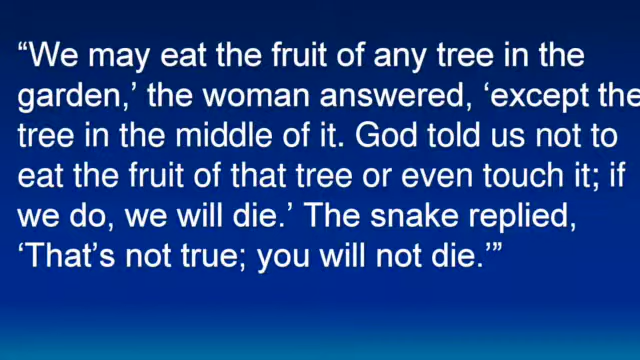 “We may eat the fruit of any tree in the
garden,’ the woman answered, ‘except the
tree in the middle of it. God told us not to
eat the fruit of that tree or even touch it; if
we do, we will die.’ The snake replied,
‘That’s not true; you will not die.’”